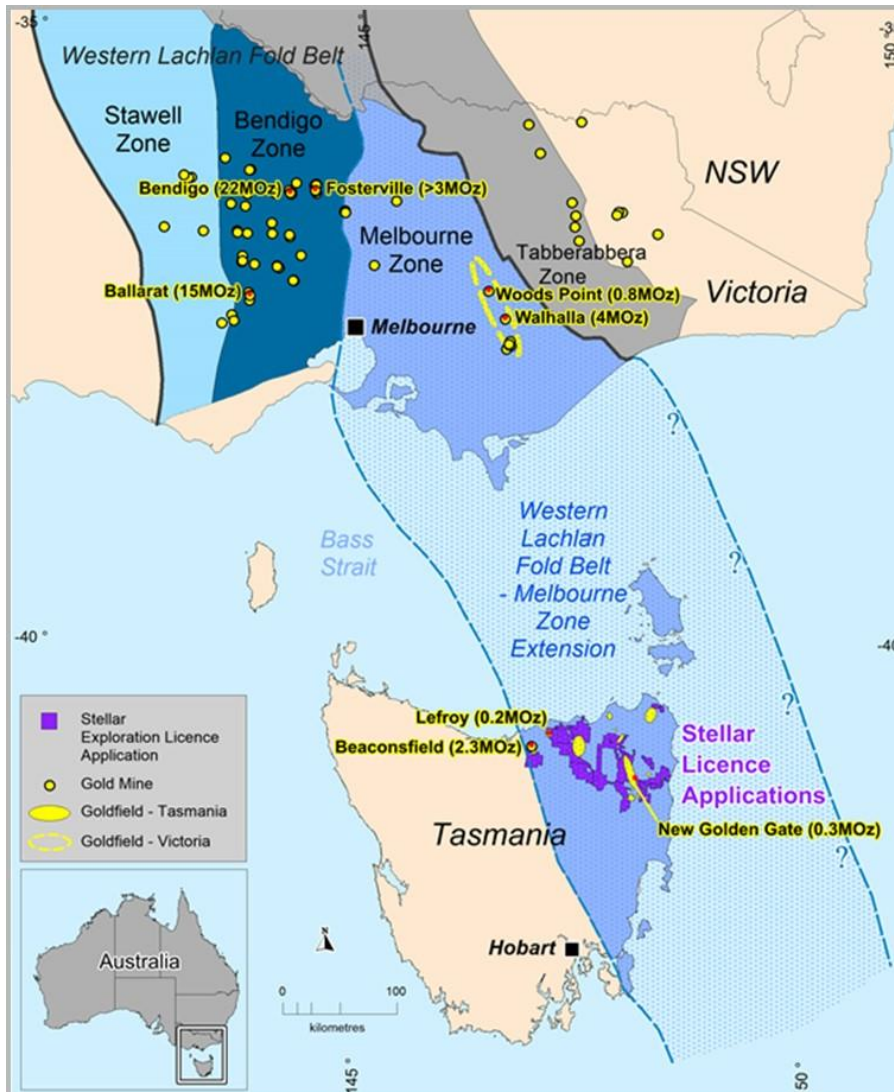 -35
145
-35
150
Western Lachlan Fold Belt
Stawell
Zone
Bendigo
Zone
NSW
Bendigo (22MOz)
Fosterville (>3MOz)
Melbourne
Zone
Tabberabbera
Zone
Ballarat (15MOz)
Woods Point (0.8MOz)
Victoria
Walhalla (4MOz)
Melbourne
?
Western
Lachlan
Fold Belt
- Melbourne
Zone
Extension
Bass
Strait
?
-40
-40
?
Stellar
Exploration Licence
Application
Gold Mine
Goldfield - Tasmania
Goldfield - Victoria
Lefroy (0.2MOz)
Beaconsfield (2.3MOz)
Stellar
Licence
Applications
Tasmania
New Golden Gate (0.3MOz)
?
Australia
N
Hobart
0 100
kilometres
145°
50